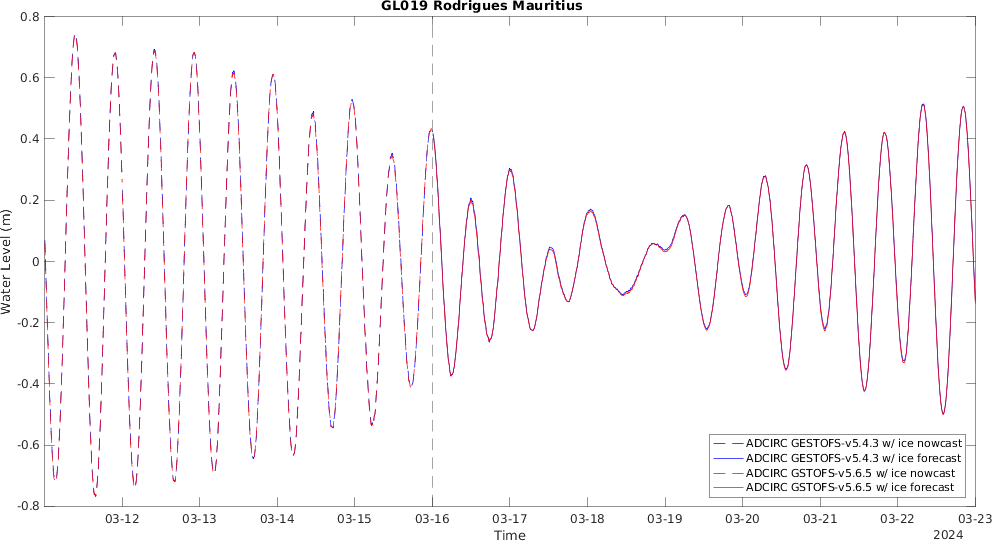 GL019 Rodrigues Mauritius
0.8
0.6
0.4
0.2
0
-0.2
-0.4
-0.6
-0.8
Water Level (m)
ADCIRC GESTOFS-v5.4.3 w/ ice nowcast
ADCIRC GESTOFS-v5.4.3 w/ ice forecast
ADCIRC GSTOFS-v5.6.5 w/ ice nowcast
ADCIRC GSTOFS-v5.6.5 w/ ice forecast
03-12 03-13 03-14 03-15 03-16 03-17 03-18 03-19 03-20 03-21 03-22 03-23
Time
2024